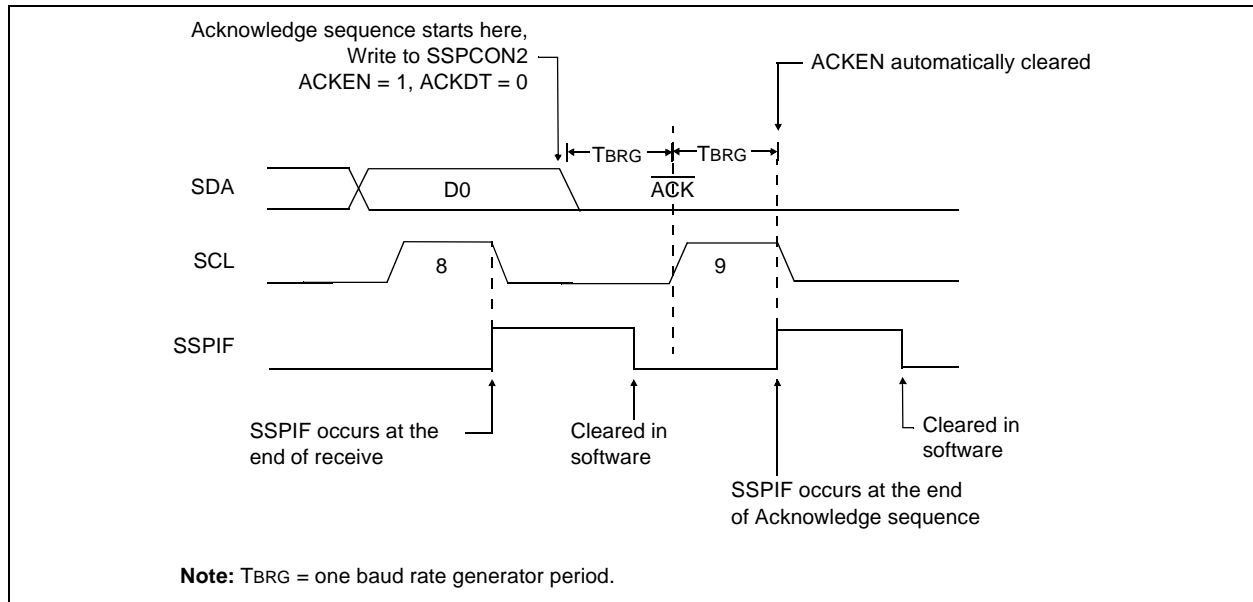 Acknowledge sequence starts here,
Write to SSPCON2
ACKEN = 1, ACKDT = 0
ACKEN automatically cleared
TBRG
TBRG
SDA
D0
ACK
SCL
8
9
SSPIF
SSPIF occurs at the
end of receive
Cleared in
software
SSPIF occurs at the end
of Acknowledge sequence
Cleared in
software
Note: TBRG = one baud rate generator period.